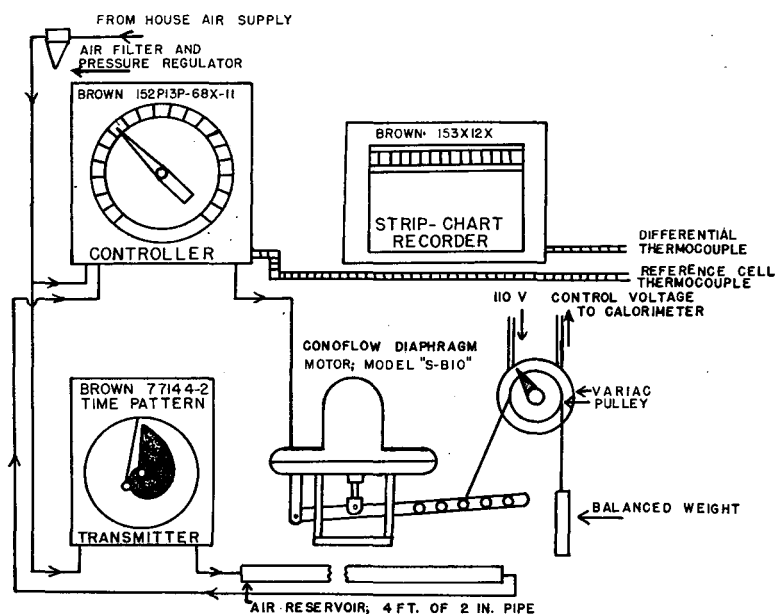 FROM HOUSE AIR SUPPLY
AIR FILTER AND
PRESSURE REGULATOR
BROWN 152P13P-68X-11
CONTROLLER
BROWN 153X12X
STRIP-CHART
RECORDER
DIFFERENTIAL
THERMOCOUPLE
REFERENCE CELL
THERMOCOUPLE
110 V
CONTROL VOLTAGE
TO CALORIMETER
CONOFLOW DIAPHRAGM
MOTOR; MODEL "S-B10"
VARIAC
PULLEY
BROWN 77144-2
TIME PATTERN
TRANSMITTER
BALANCED WEIGHT
AIR RESERVOIR; 4 FT. OF 2 IN. PIPE